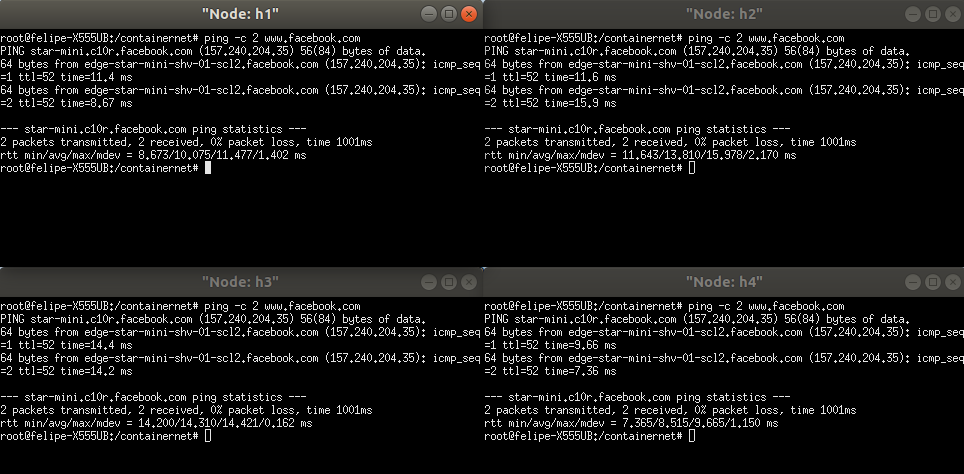 "Node: h1"
root@felipe-X555UB:/containernet# ping -c 2 www.facebook.com
PING star-mini.c10r.facebook.com (157.240.204.35) 56(84) bytes of data.
64 bytes from edge-star-mini-shv-01-scl2.facebook.com (157.240.204.35): icmp_seq
=1 ttl=52 time=11.4 ms
64 bytes from edge-star-mini-shv-01-scl2.facebook.com (157.240.204.35): icmp_seq
=2 ttl=52 time=8.67 ms
--- star-mini.c10r.facebook.com ping statistics ---
2 packets transmitted, 2 received, 0% packet loss, time 1001ms
rtt min/avg/max/mdev = 8.673/10.075/11.477/1.402 ms
root@felipe-X555UB:/containernet#
"Node: h2"
root@felipe-X555UB:/containernet# ping -c 2 www.facebook.com
PING star-mini.c10r.facebook.com (157.240.204.35) 56(84) bytes of data.
64 bytes from edge-star-mini-shv-01-scl2.facebook.com (157.240.204.35): icmp_seq
=1 ttl=52 time=11.6 ms
64 bytes from edge-star-mini-shv-01-scl2.facebook.com (157.240.204.35): icmp_seq
=2 ttl=52 time=15.9 ms
--- star-mini.c10r.facebook.com ping statistics ---
2 packets transmitted, 2 received, 0% packet loss, time 1001ms
rtt min/avg/max/mdev = 11.643/13.810/15.978/2.170 ms
root@felipe-X555UB:/containernet#
"Node: h3"
root@felipe-X555UB:/containernet# ping -c 2 www.facebook.com
PING star-mini.c10r.facebook.com (157.240.204.35) 56(84) bytes of data.
64 bytes from edge-star-mini-shv-01-scl2.facebook.com (157.240.204.35): icmp_seq
=1 ttl=52 time=14.4 ms
64 bytes from edge-star-mini-shv-01-scl2.facebook.com (157.240.204.35): icmp_seq
=2 ttl=52 time=14.2 ms
--- star-mini.c10r.facebook.com ping statistics ---
2 packets transmitted, 2 received, 0% packet loss, time 1001ms
rtt min/avg/max/mdev = 14.200/14.310/14.421/0.162 ms
root@felipe-X555UB:/containernet#
"Node: h4"
root@felipe-X555UB:/containernet# ping -c 2 www.facebook.com
PING star-mini.c10r.facebook.com (157.240.204.35) 56(84) bytes of data.
64 bytes from edge-star-mini-shv-01-scl2.facebook.com (157.240.204.35): icmp_seq
=1 ttl=52 time=9.66 ms
64 bytes from edge-star-mini-shv-01-scl2.facebook.com (157.240.204.35): icmp_seq
=2 ttl=52 time=7.36 ms
--- star-mini.c10r.facebook.com ping statistics ---
2 packets transmitted, 2 received, 0% packet loss, time 1001ms
rtt min/avg/max/mdev = 7.365/8.515/9.665/1.150 ms
root@felipe-X555UB:/containernet#